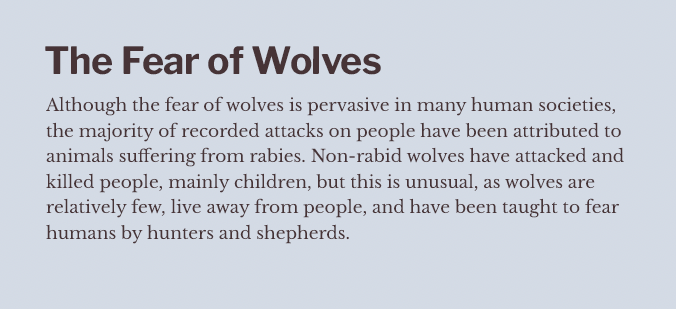 The Fear of Wolves
Although the fear of wolves is pervasive in many human societies,
the majority of recorded attacks on people have been attributed to
animals suffering from rabies. Non-rabid wolves have attacked and
killed people, mainly children, but this is unusual, as wolves are
relatively few, live away from people, and have been taught to fear
humans by hunters and shepherds.